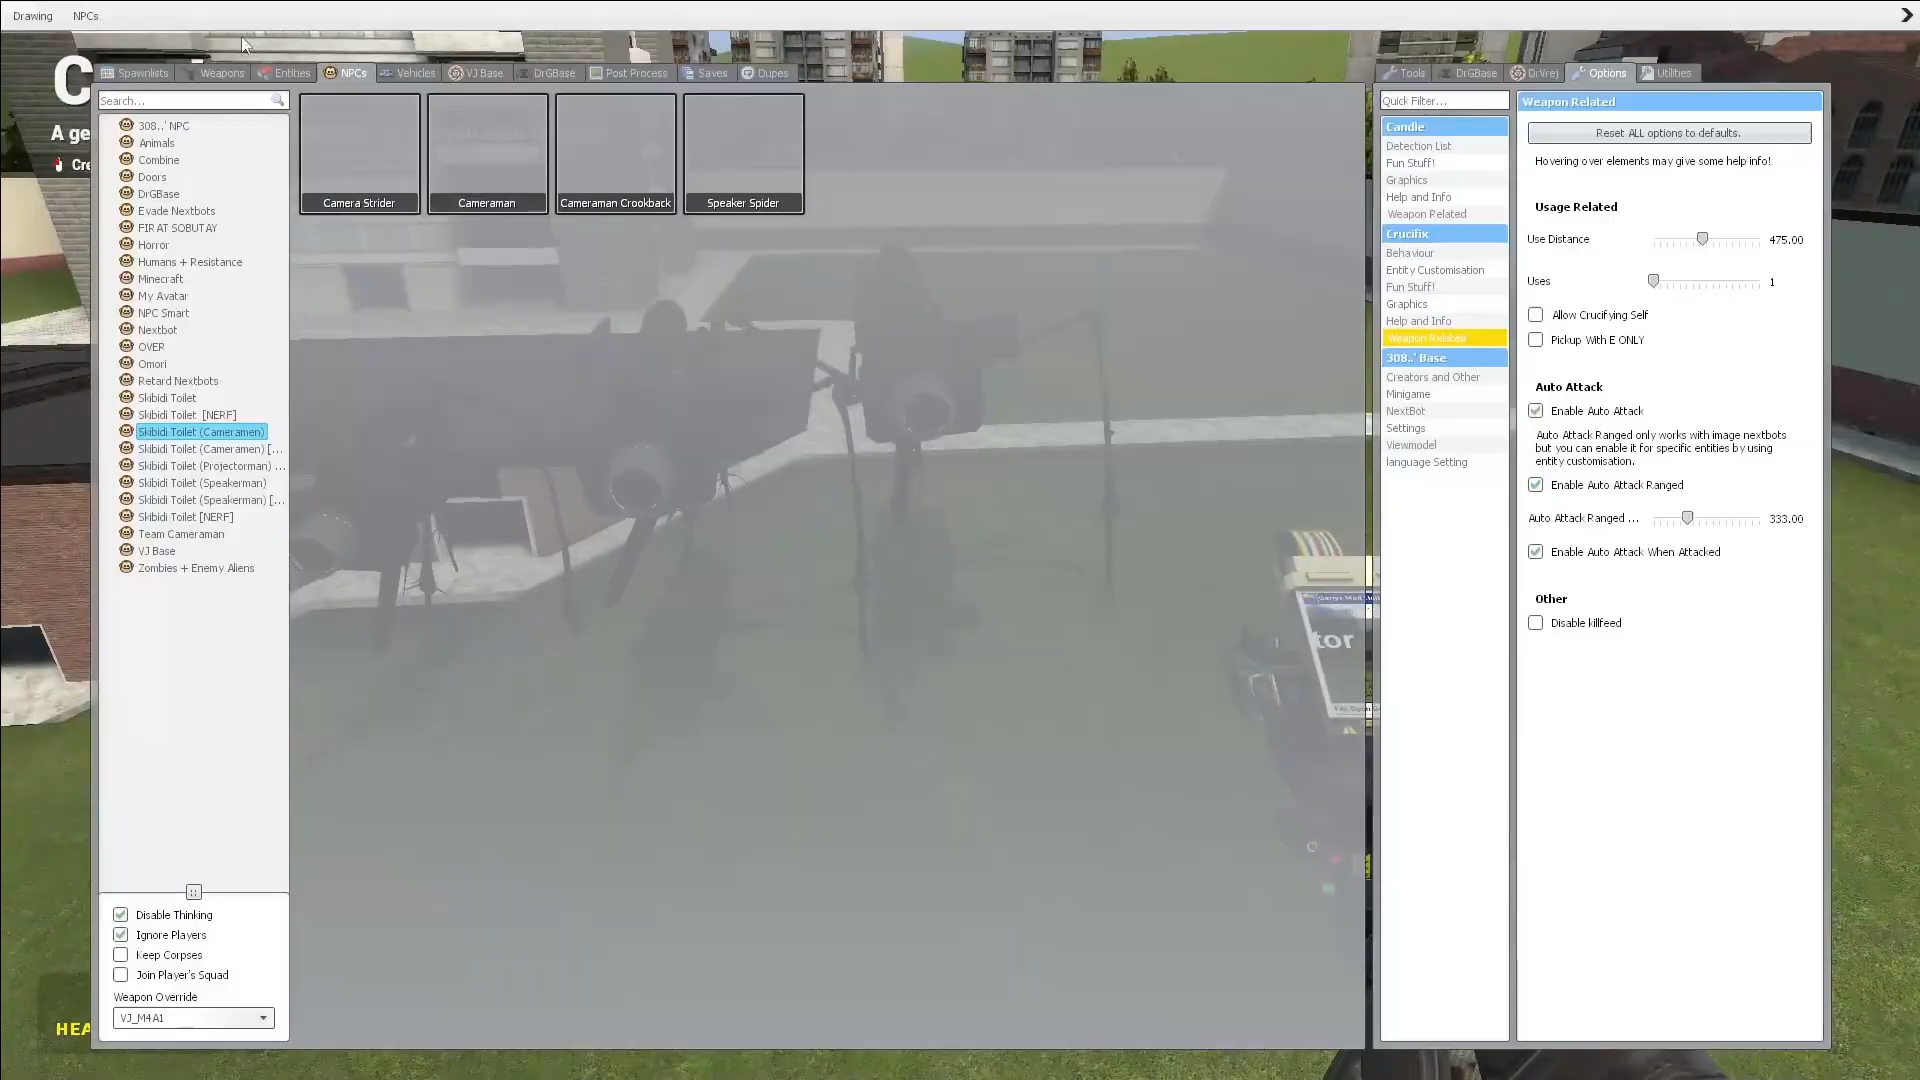 Drawing NPCs
C
A ge
Cre
Spawnlists Weapons Entities NPCs Vehicles VJ Base DrGBase Post Process Saves Dupes
Search...
308..' NPC
Animals
Combine
Doors
DrGBase
Evade Nextbots
FIRAT SOBUTAY
Horror
Humans + Resistance
Minecraft
My Avatar
NPC Smart
Nextbot
OVER
Omori
Retard Nextbots
Skibidi Toilet
Skibidi Toilet [NERF]
Skibidi Toilet (Cameramen)
Skibidi Toilet (Cameramen) [...
Skibidi Toilet (Projectorman) ...
Skibidi Toilet (Speakerman)
Skibidi Toilet (Speakerman) [...
Skibidi Toilet [NERF]
Team Cameraman
VJ Base
Zombies + Enemy Aliens
Disable Thinking
Ignore Players
Keep Corpses
Join Player's Squad
Weapon Override
VJ_M4A1
HEA
Camera Strider
Cameraman
Cameraman Crookback
Speaker Spider
tor
Tools DrGBase DrVrej Options Utilities
Quick Filter...
Candle
Detection List
Fun Stuff!
Graphics
Help and Info
Weapon Related
Crucifix
Behaviour
Entity Customisation
Fun Stuff!
Graphics
Help and Info
Weapon Related
308..' Base
Creators and Other
Minigame
NextBot
Settings
Viewmodel
language Setting
Weapon Related
Reset ALL options to defaults.
Hovering over elements may give some help info!
Usage Related
Use Distance 475.00
Uses 1
Allow Crucifying Self
Pickup With E ONLY
Auto Attack
Enable Auto Attack
Auto Attack Ranged only works with image nextbots
but you can enable it for specific entities by using
entity customisation.
Enable Auto Attack Ranged
Auto Attack Ranged ... 333.00
Enable Auto Attack When Attacked
Other
Disable killfeed